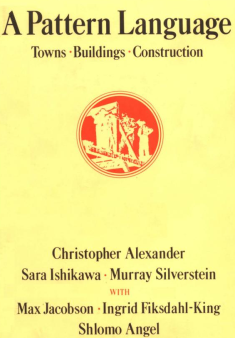 A Pattern Language
Towns · Buildings · Construction
Christopher Alexander
Sara Ishikawa · Murray Silverstein
WITH
Max Jacobson · Ingrid Fiksdahl-King
Shlomo Angel